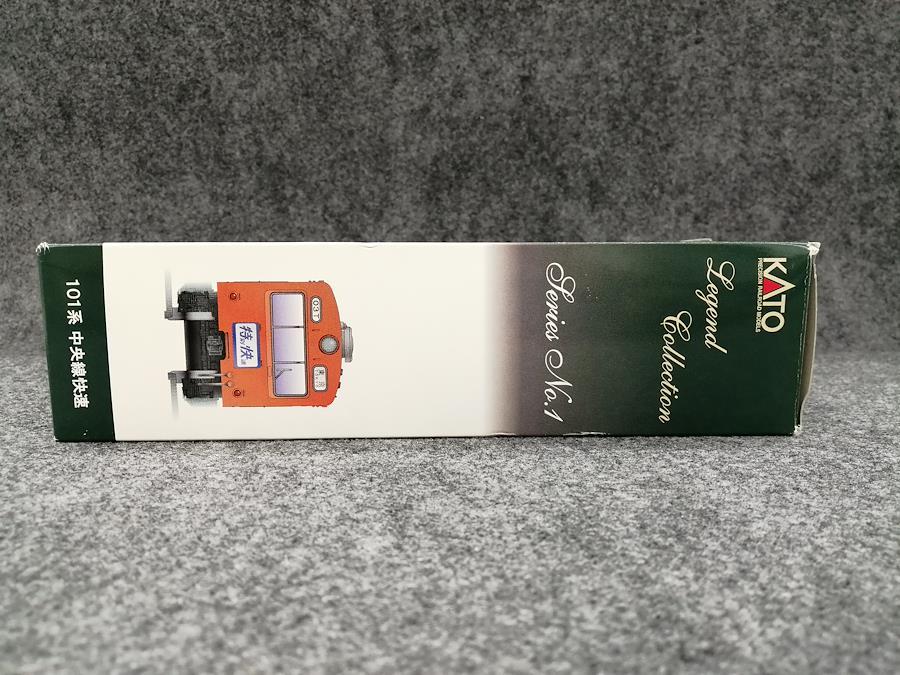 KATO
PRECISION RAILROAD MODELS
Legend
Collection
Series No.1
03T
特快
101系 中央線快速